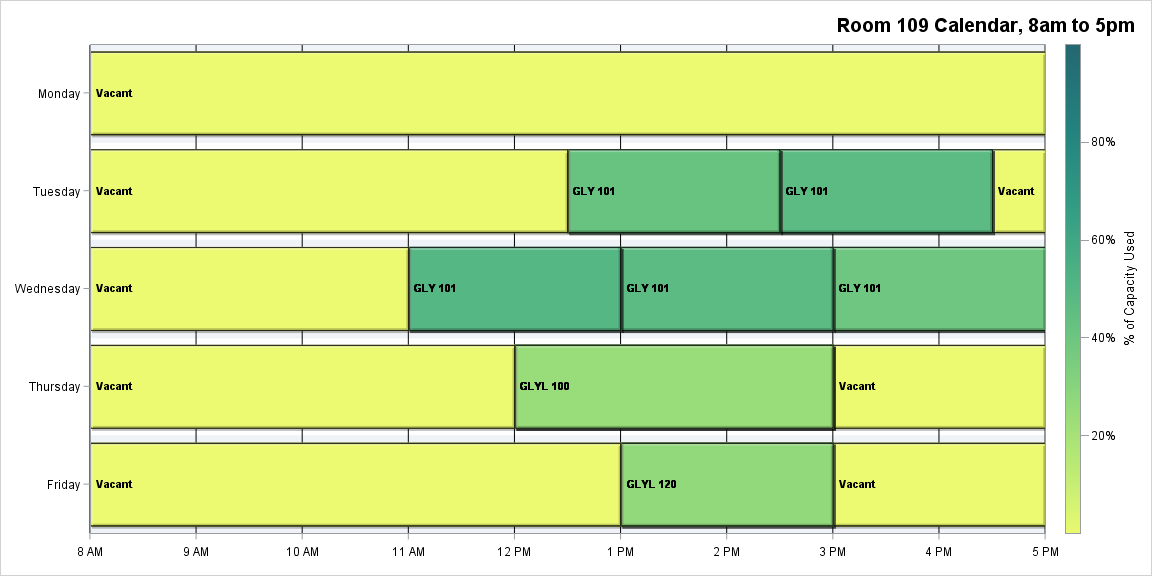 Room 109 Calendar, 8am to 5pm
Monday
Vacant
Tuesday
Vacant
GLY 101
GLY 101
Vacant
Wednesday
Vacant
GLY 101
GLY 101
GLY 101
Thursday
Vacant
GLYL 100
Vacant
Friday
Vacant
GLYL 120
Vacant
8 AM
9 AM
10 AM
11 AM
12 PM
1 PM
2 PM
3 PM
4 PM
5 PM
80%
60%
40%
20%
% of Capacity Used